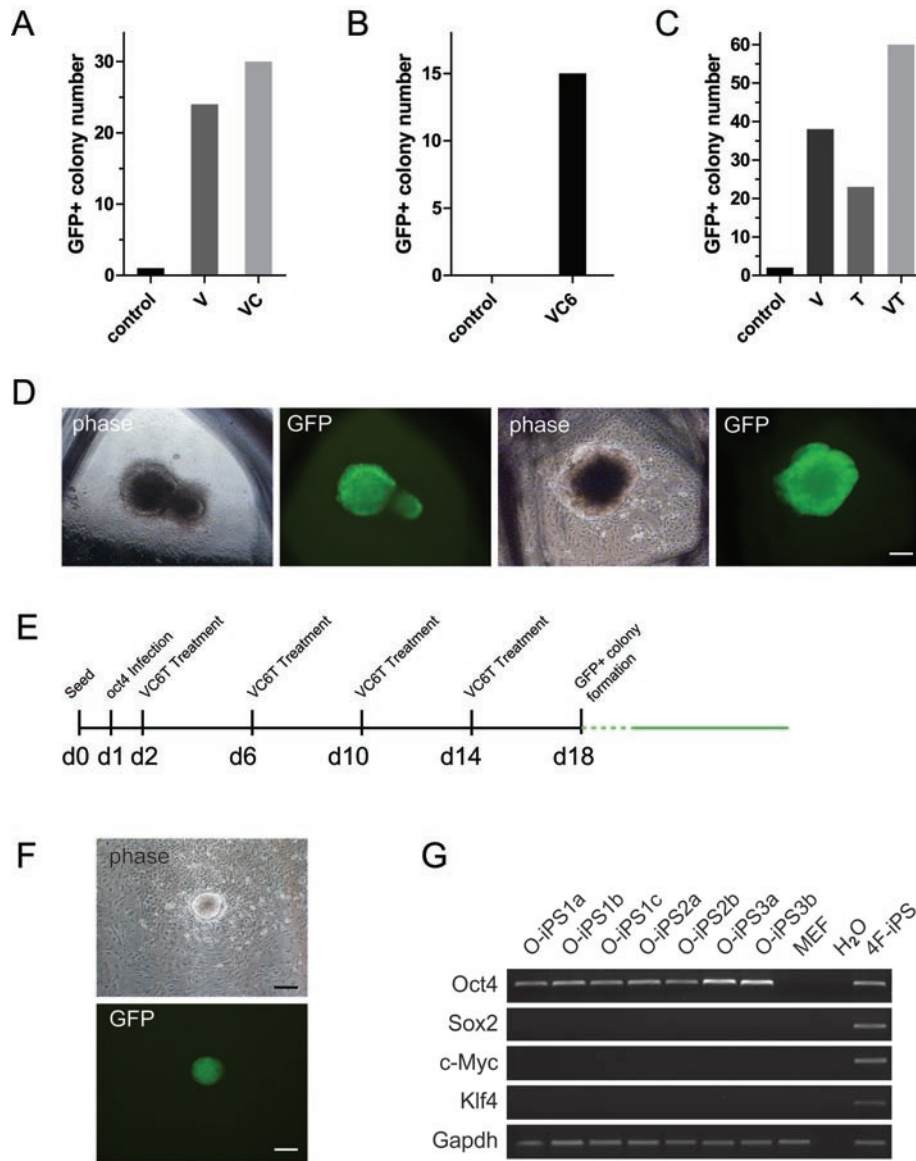 A
GFP+ colony number
30
20
10
0
control
V
VC
B
GFP+ colony number
15
10
5
0
control
VC6
C
GFP+ colony number
60
50
40
30
20
10
0
control
V
T
VT
D
phase
GFP
phase
GFP
E
Seed
oct4 Infection
VC6T Treatment
VC6T Treatment
VC6T Treatment
VC6T Treatment
GFP+ colony
formation
d0
d1
d2
d6
d10
d14
d18
F
phase
GFP
G
O-iPS1a
O-iPS1b
O-iPS1c
O-iPS2a
O-iPS2b
O-iPS3a
O-iPS3b
MEF
H₂O
4F-iPS
Oct4
Sox2
c-Myc
Klf4
Gapdh